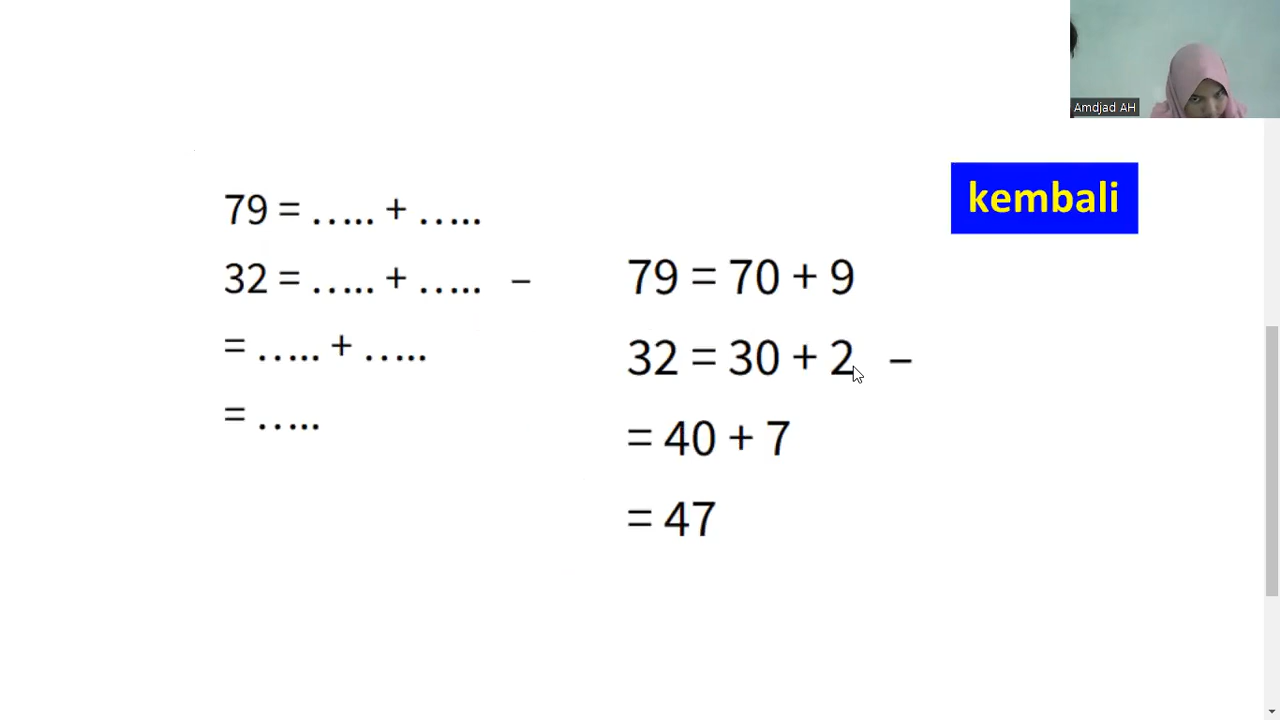 Amdjad AH
kembali
79 = ….. + …..
32 = ….. + ….. –
= ….. + …..
= …..
79 = 70 + 9
32 = 30 + 2 –
= 40 + 7
= 47